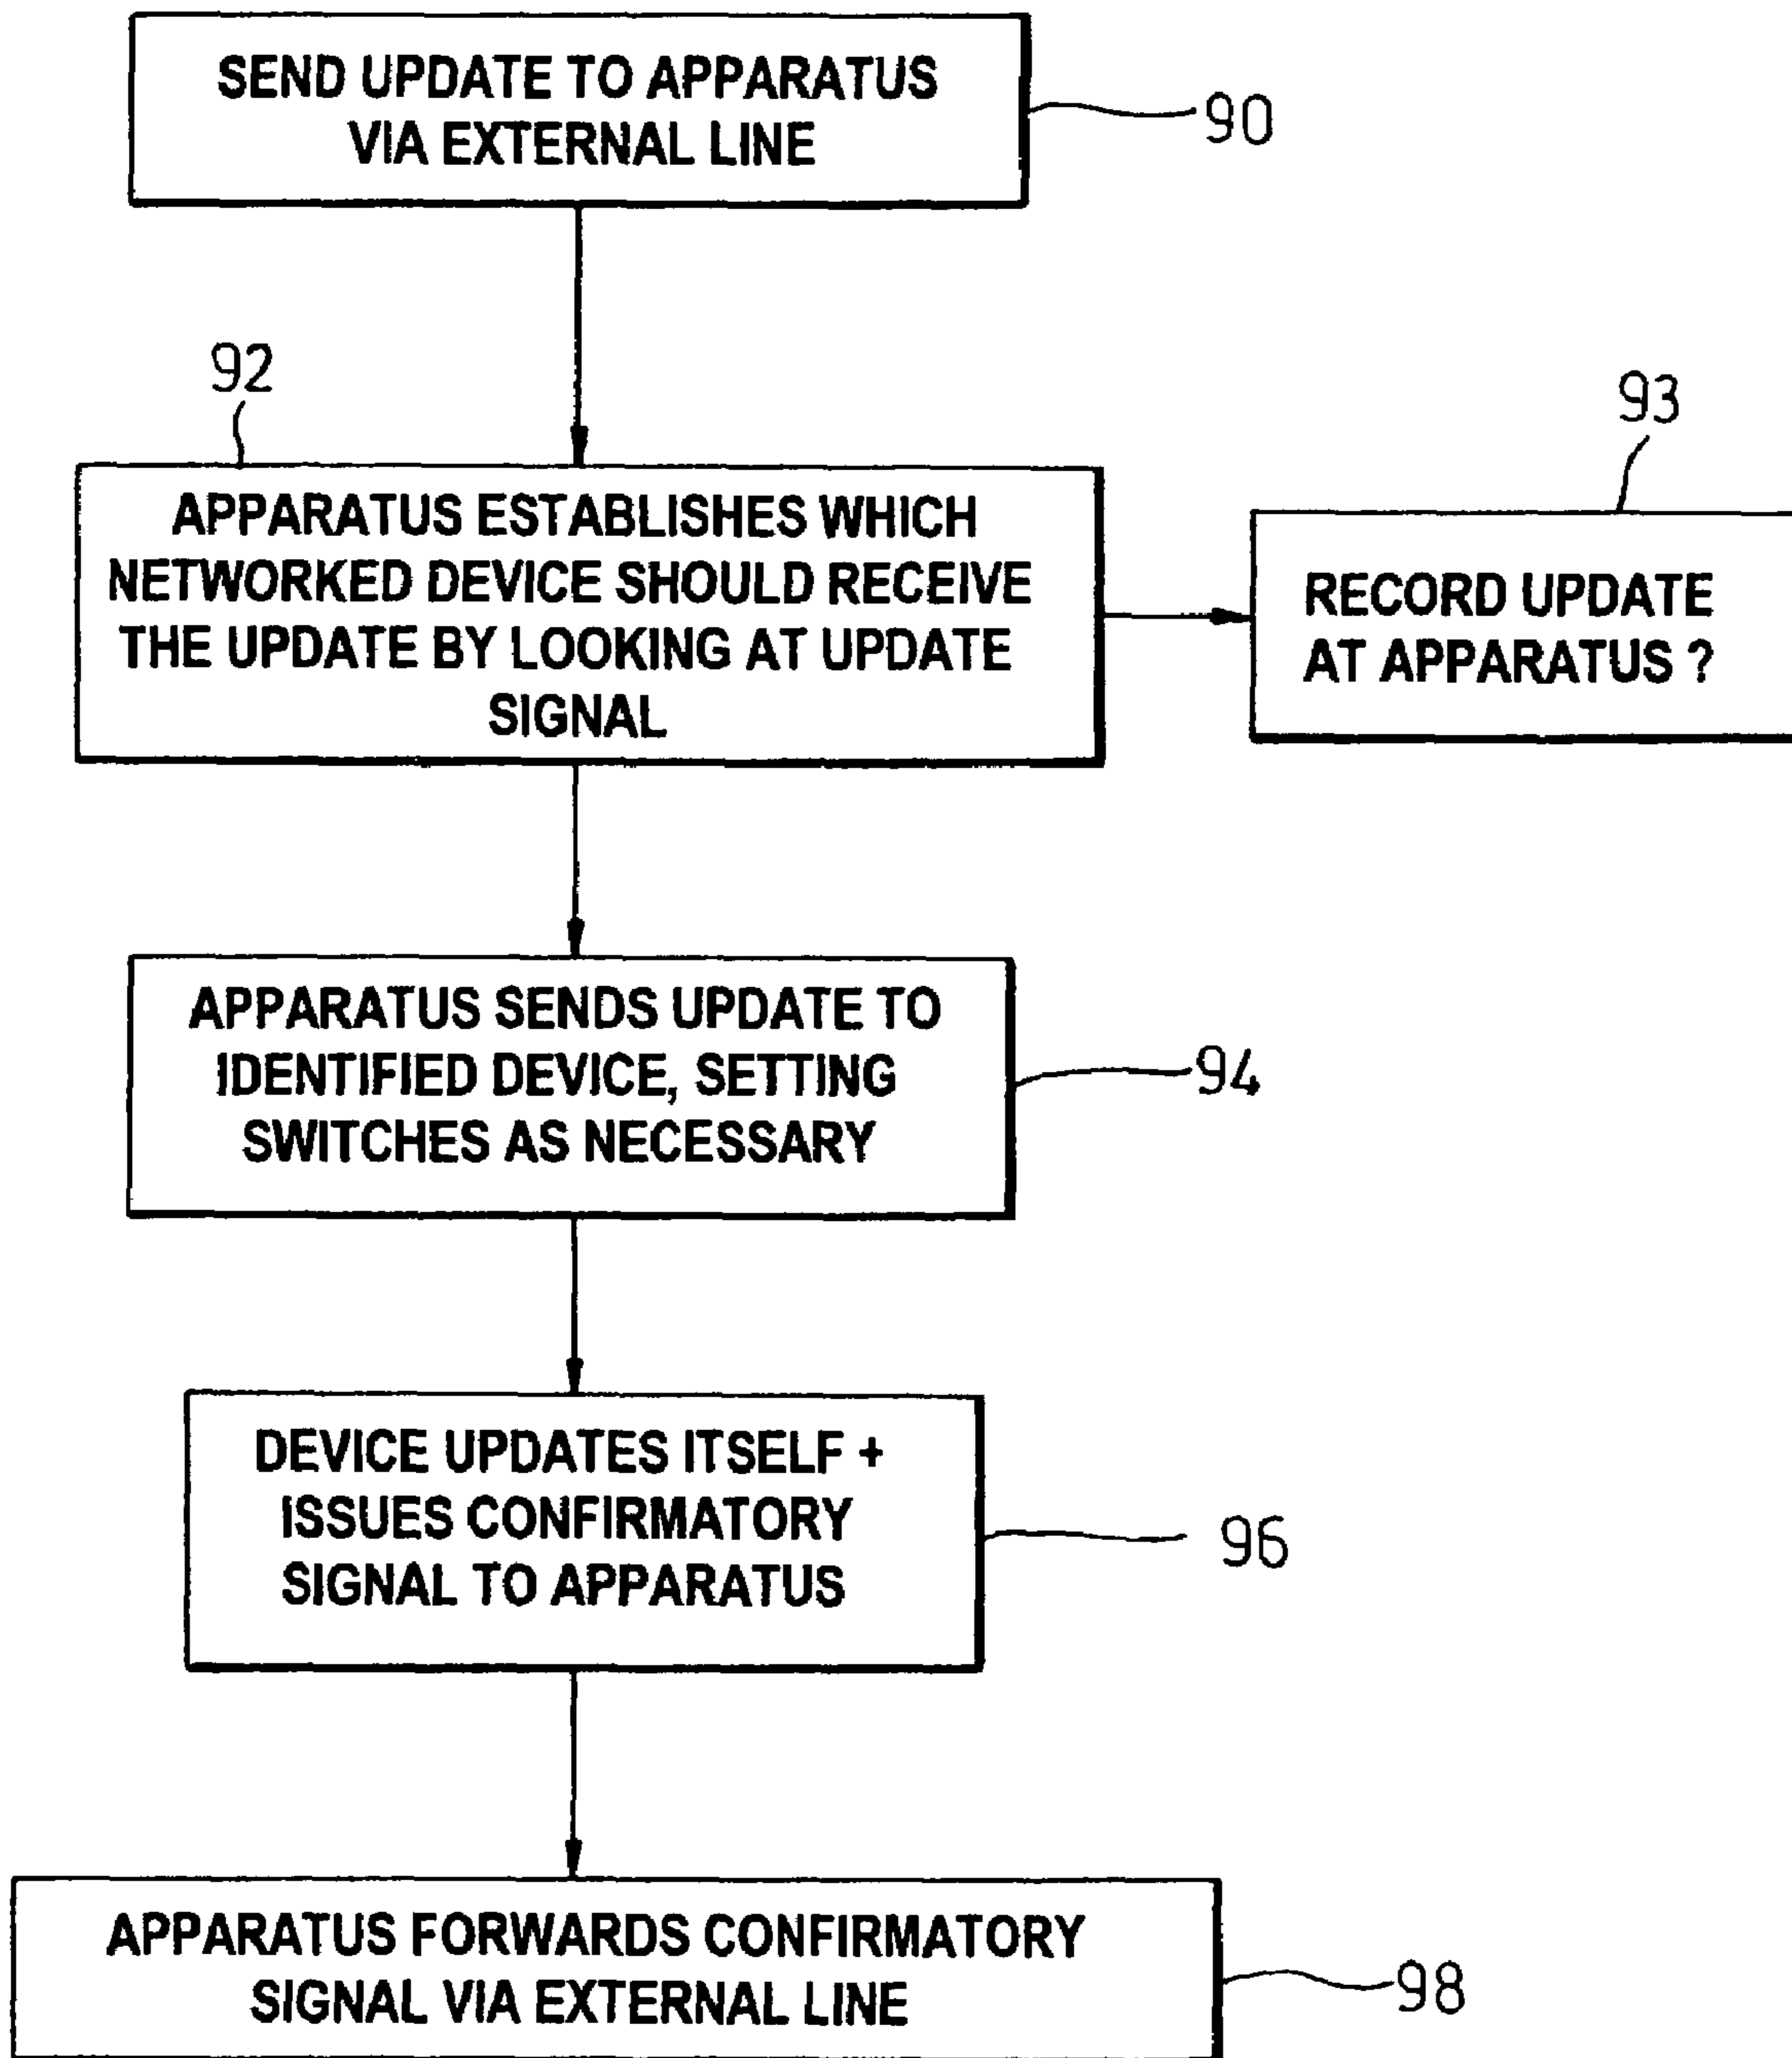 SEND UPDATE TO APPARATUS
VIA EXTERNAL LINE
90
92
APPARATUS ESTABLISHES WHICH
NETWORKED DEVICE SHOULD RECEIVE
THE UPDATE BY LOOKING AT UPDATE
SIGNAL
93
RECORD UPDATE
AT APPARATUS ?
APPARATUS SENDS UPDATE TO
IDENTIFIED DEVICE, SETTING
SWITCHES AS NECESSARY
94
DEVICE UPDATES ITSELF +
ISSUES CONFIRMATORY
SIGNAL TO APPARATUS
96
APPARATUS FORWARDS CONFIRMATORY
SIGNAL VIA EXTERNAL LINE
98